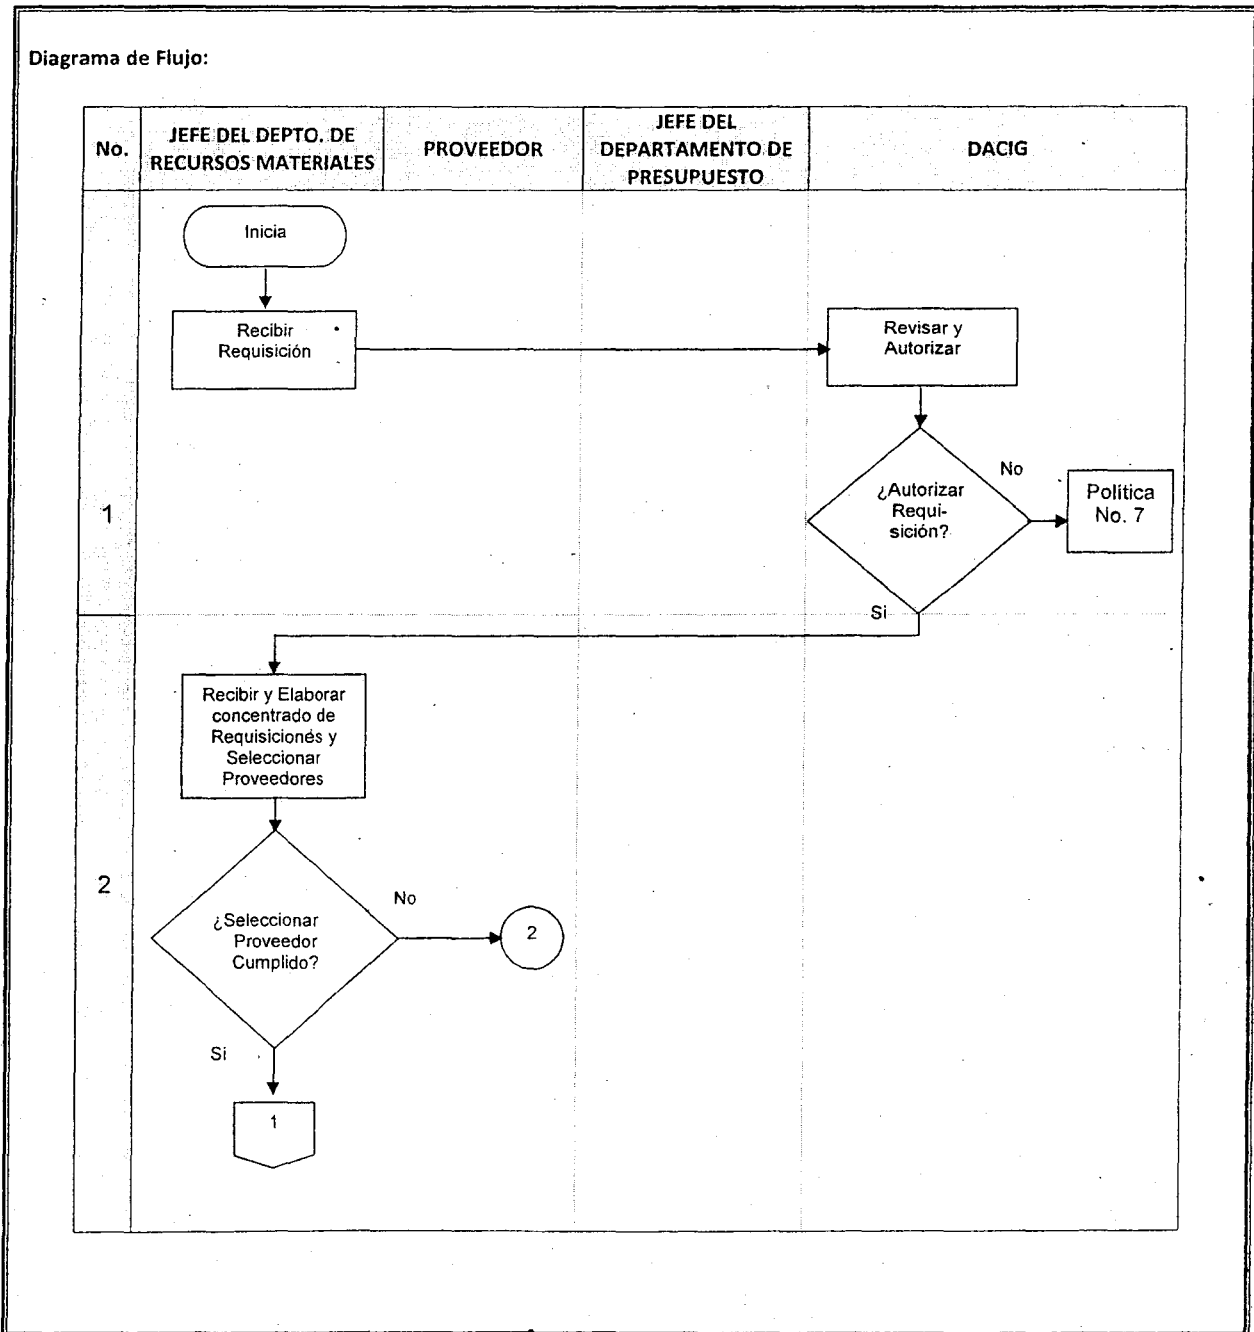 Diagrama de Flujo:
No.
JEFE DEL DEPTO. DE
RECURSOS MATERIALES
PROVEEDOR
JEFE DEL
DEPARTAMENTO DE
PRESUPUESTO
DACIG
Inicia
Recibir
Requisición
Revisar y
Autorizar
¿Autorizar
Requi-
sición?
No
Política
No. 7
1
Si
Recibir y Elaborar
concentrado de
Requisiciones y
Seleccionar
Proveedores
2
¿Seleccionar
Proveedor
Cumplido?
No
2
Si
1